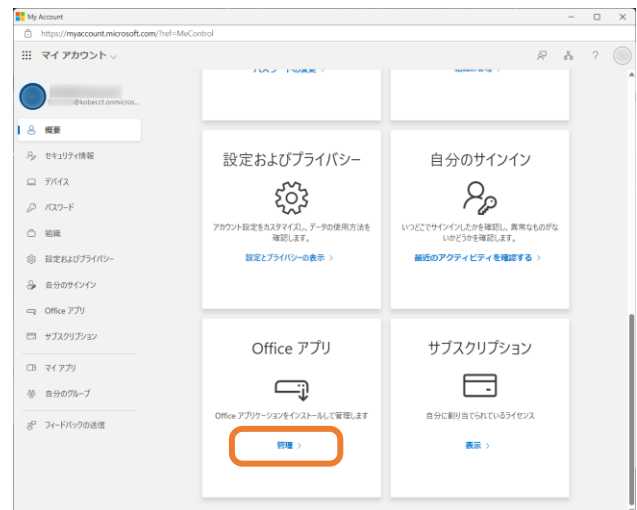 My Account
https://myaccount.microsoft.com/?ref=MeControl
マイ アカウント
?
@kobecct.onmicros...
概要
セキュリティ情報
デバイス
パスワード
組織
設定およびプライバシー
自分のサインイン
Office アプリ
サブスクリプション
マイ アプリ
自分のグループ
フィードバックの送信
パスワードの変更 >
設定およびプライバシー
アカウント設定をカスタマイズし、データの使用方法を
確認します。
設定とプライバシーの表示 >
自分のサインイン
いつどこでサインインしたかを確認し、異常なものがな
いかどうかを確認します。
最近のアクティビティを確認する >
Office アプリ
Office アプリケーションをインストールして管理します
管理 >
サブスクリプション
自分に割り当てられているライセンス
表示 >